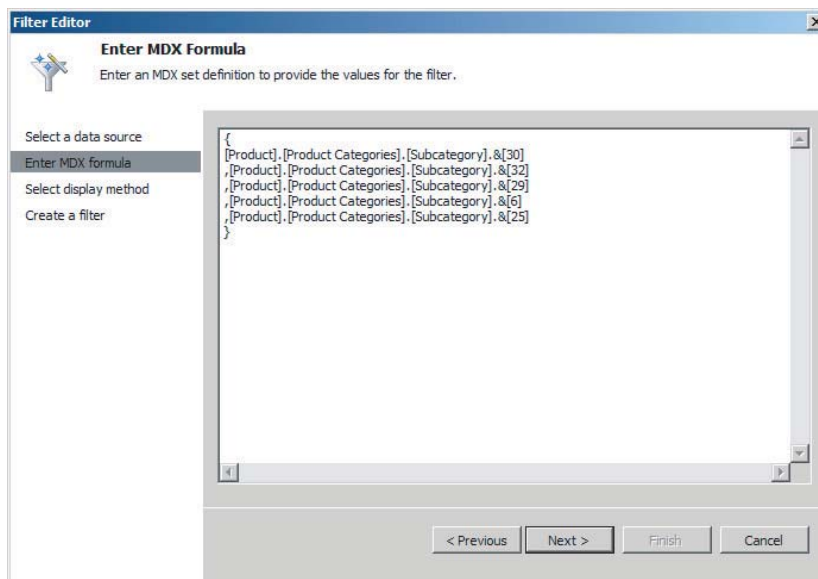 Filter Editor
Enter MDX Formula
Enter an MDX set definition to provide the values for the filter.
Select a data source
Enter MDX formula
Select display method
Create a filter
{
[Product].[Product Categories].[Subcategory].&[30]
,[Product].[Product Categories].[Subcategory].&[32]
,[Product].[Product Categories].[Subcategory].&[29]
,[Product].[Product Categories].[Subcategory].&[6]
,[Product].[Product Categories].[Subcategory].&[25]
}
< Previous
Next >
Finish
Cancel